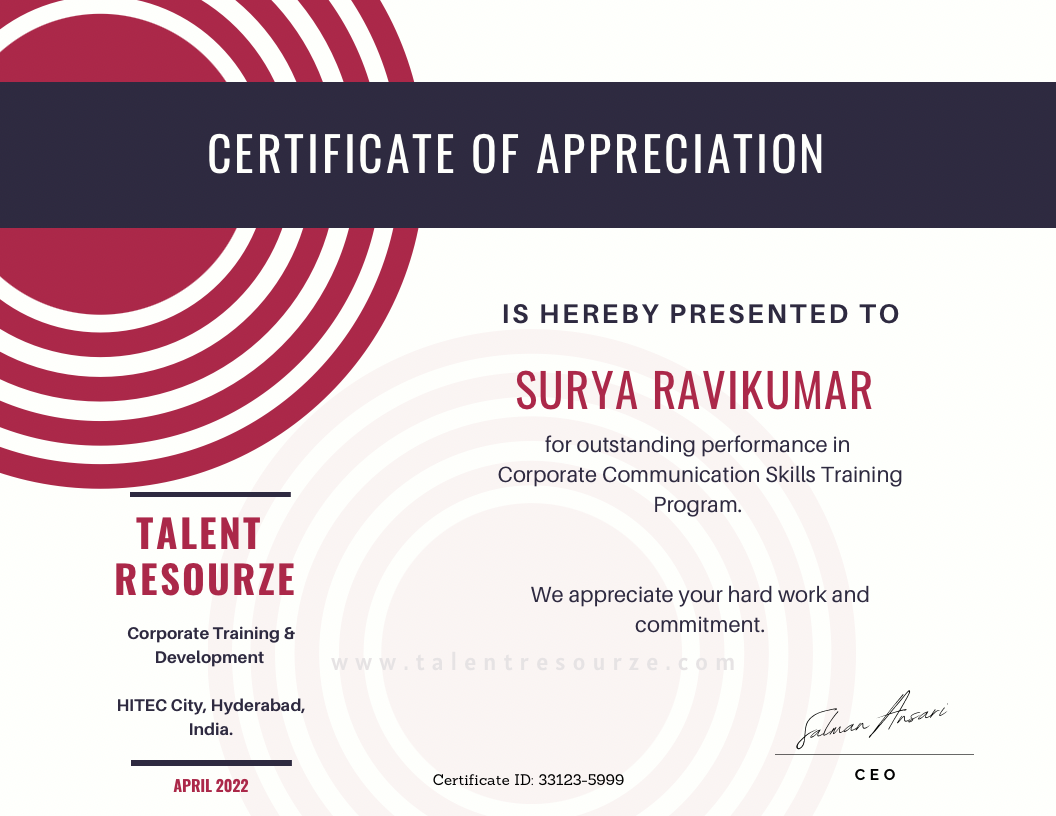 CERTIFICATE OF APPRECIATION
IS HEREBY PRESENTED TO
SURYA RAVIKUMAR
for outstanding performance in
Corporate Communication Skills Training
Program.
We appreciate your hard work and
commitment.
www.talentresourze.com
TALENT
RESOURZE
Corporate Training &
Development
HITEC City, Hyderabad,
India.
APRIL 2022
Certificate ID: 33123-5999
Salman Ansari
CEO